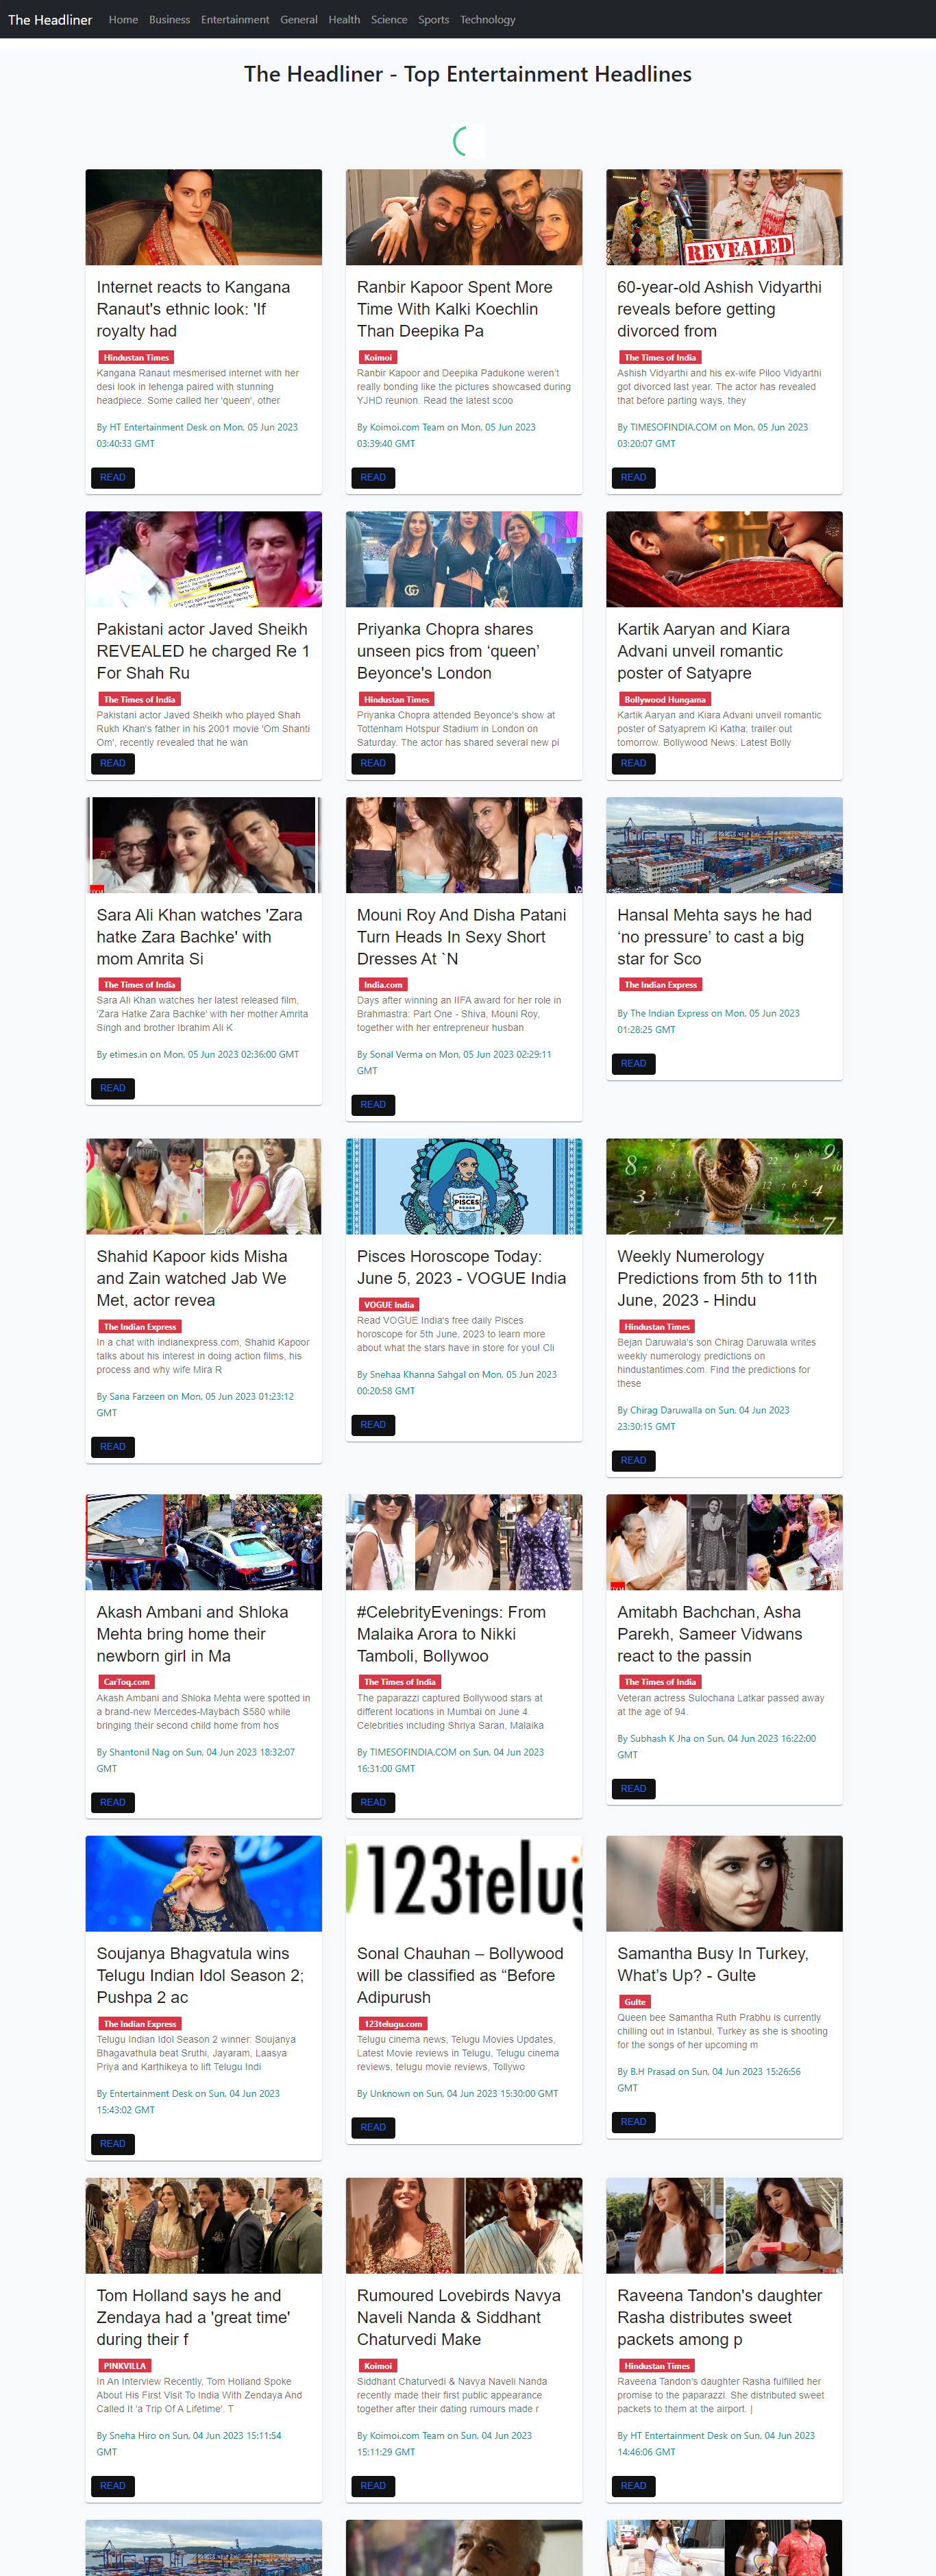 The Headliner Home Business Entertainment General Health Science Sports Technology
The Headliner - Top Entertainment Headlines
Internet reacts to Kangana
Ranaut's ethnic look: 'If
royalty had
Hindustan Times
Kangana Ranaut mesmerised internet with her
desi look in lehenga paired with stunning
headpiece. Some called her 'queen', other
By HT Entertainment Desk on Mon, 05 Jun 2023
03:40:33 GMT
READ
Ranbir Kapoor Spent More
Time With Kalki Koechlin
Than Deepika Pa
Koimoi
Ranbir Kapoor and Deepika Padukone weren't
really bonding like the pictures showcased during
YJHD reunion. Read the latest scoo
By Koimoi.com Team on Mon, 05 Jun 2023
03:39:40 GMT
READ
REVEALED
60-year-old Ashish Vidyarthi
reveals before getting
divorced from
The Times of India
Ashish Vidyarthi and his ex-wife Piloo Vidyarthi
got divorced last year. The actor has revealed
that before parting ways, they
By TIMESOFINDIA.COM on Mon, 05 Jun 2023
03:20:07 GMT
READ
Pakistani actor Javed Sheikh
REVEALED he charged Re 1
For Shah Ru
The Times of India
Pakistani actor Javed Sheikh who played Shah
Rukh Khan's father in his 2001 movie 'Om Shanti
Om', recently revealed that he wan
READ
Priyanka Chopra shares
unseen pics from ‘queen’
Beyonce's London
Hindustan Times
Priyanka Chopra attended Beyonce's show at
Tottenham Hotspur Stadium in London on
Saturday. The actor has shared several new pi
READ
Kartik Aaryan and Kiara
Advani unveil romantic
poster of Satyapre
Bollywood Hungama
Kartik Aaryan and Kiara Advani unveil romantic
poster of Satyaprem Ki Katha; trailer out
tomorrow. Bollywood News: Latest Bolly
READ
Sara Ali Khan watches 'Zara
hatke Zara Bachke' with
mom Amrita Si
The Times of India
Sara Ali Khan watches her latest released film,
'Zara Hatke Zara Bachke' with her mother Amrita
Singh and brother Ibrahim Ali K
By etimes.in on Mon, 05 Jun 2023 02:36:00 GMT
READ
Mouni Roy And Disha Patani
Turn Heads In Sexy Short
Dresses At `N
India.com
Days after winning an IIFA award for her role in
Brahmastra: Part One - Shiva, Mouni Roy,
together with her entrepreneur husban
By Sonal Verma on Mon, 05 Jun 2023 02:29:11
GMT
READ
Hansal Mehta says he had
‘no pressure’ to cast a big
star for Sco
The Indian Express
By The Indian Express on Mon, 05 Jun 2023
01:28:25 GMT
READ
Shahid Kapoor kids Misha
and Zain watched Jab We
Met, actor revea
The Indian Express
In a chat with indianexpress.com, Shahid Kapoor
talks about his interest in doing action films, his
process and why wife Mira R
By Sana Farzeen on Mon, 05 Jun 2023 01:23:12
GMT
READ
PISCES
Pisces Horoscope Today:
June 5, 2023 - VOGUE India
VOGUE India
Read VOGUE India's free daily Pisces
horoscope for 5th June, 2023 to learn more
about what the stars have in store for you! Cli
By Snehaa Khanna Sahgal on Mon, 05 Jun 2023
00:20:58 GMT
READ
Weekly Numerology
Predictions from 5th to 11th
June, 2023 - Hindu
Hindustan Times
Bejan Daruwala's son Chirag Daruwala writes
weekly numerology predictions on
hindustantimes.com. Find the predictions for
these
By Chirag Daruwalla on Sun, 04 Jun 2023
23:30:15 GMT
READ
Akash Ambani and Shloka
Mehta bring home their
newborn girl in Ma
CarToq.com
Akash Ambani and Shloka Mehta were spotted in
a brand-new Mercedes-Maybach S580 while
bringing their second child home from hos
By Shantonil Nag on Sun, 04 Jun 2023 18:32:07
GMT
READ
#CelebrityEvenings: From
Malaika Arora to Nikki
Tamboli, Bollywoo
The Times of India
The paparazzi captured Bollywood stars at
different locations in Mumbai on June 4.
Celebrities including Shriya Saran, Malaika
By TIMESOFINDIA.COM on Sun, 04 Jun 2023
16:31:00 GMT
READ
Amitabh Bachchan, Asha
Parekh, Sameer Vidwans
react to the passin
The Times of India
Veteran actress Sulochana Latkar passed away
at the age of 94.
By Subhash K Jha on Sun, 04 Jun 2023 16:22:00
GMT
READ
Soujanya Bhagvatula wins
Telugu Indian Idol Season 2;
Pushpa 2 ac
The Indian Express
Telugu Indian Idol Season 2 winner: Soujanya
Bhagavathula beat Sruthi, Jayaram, Laasya
Priya and Karthikeya to lift Telugu Indi
By Entertainment Desk on Sun, 04 Jun 2023
15:43:02 GMT
READ
123telug
Sonal Chauhan – Bollywood
will be classified as “Before
Adipurush
123telugu.com
Telugu cinema news, Telugu Movies Updates,
Latest Movie reviews in Telugu, Telugu cinema
reviews, telugu movie reviews, Tollywo
By Unknown on Sun, 04 Jun 2023 15:30:00 GMT
READ
Samantha Busy In Turkey,
What’s Up? - Gulte
Gulte
Queen bee Samantha Ruth Prabhu is currently
chilling out in Istanbul, Turkey as she is shooting
for the songs of her upcoming m
By B.H Prasad on Sun, 04 Jun 2023 15:26:56
GMT
READ
Tom Holland says he and
Zendaya had a 'great time'
during their f
PINKVILLA
In An Interview Recently, Tom Holland Spoke
About His First Visit To India With Zendaya And
Called It 'a Trip Of A Lifetime'. T
By Sneha Hiro on Sun, 04 Jun 2023 15:11:54
GMT
READ
Rumoured Lovebirds Navya
Naveli Nanda & Siddhant
Chaturvedi Make
Koimoi
Siddhant Chaturvedi & Navya Naveli Nanda
recently made their first public appearance
together after their dating rumours made r
By Koimoi.com Team on Sun, 04 Jun 2023
15:11:29 GMT
READ
Raveena Tandon's daughter
Rasha distributes sweet
packets among p
Hindustan Times
Raveena Tandon's daughter Rasha fulfilled her
promise to the paparazzi. She distributed sweet
packets to them at the airport. |
By HT Entertainment Desk on Sun, 04 Jun 2023
14:46:06 GMT
READ